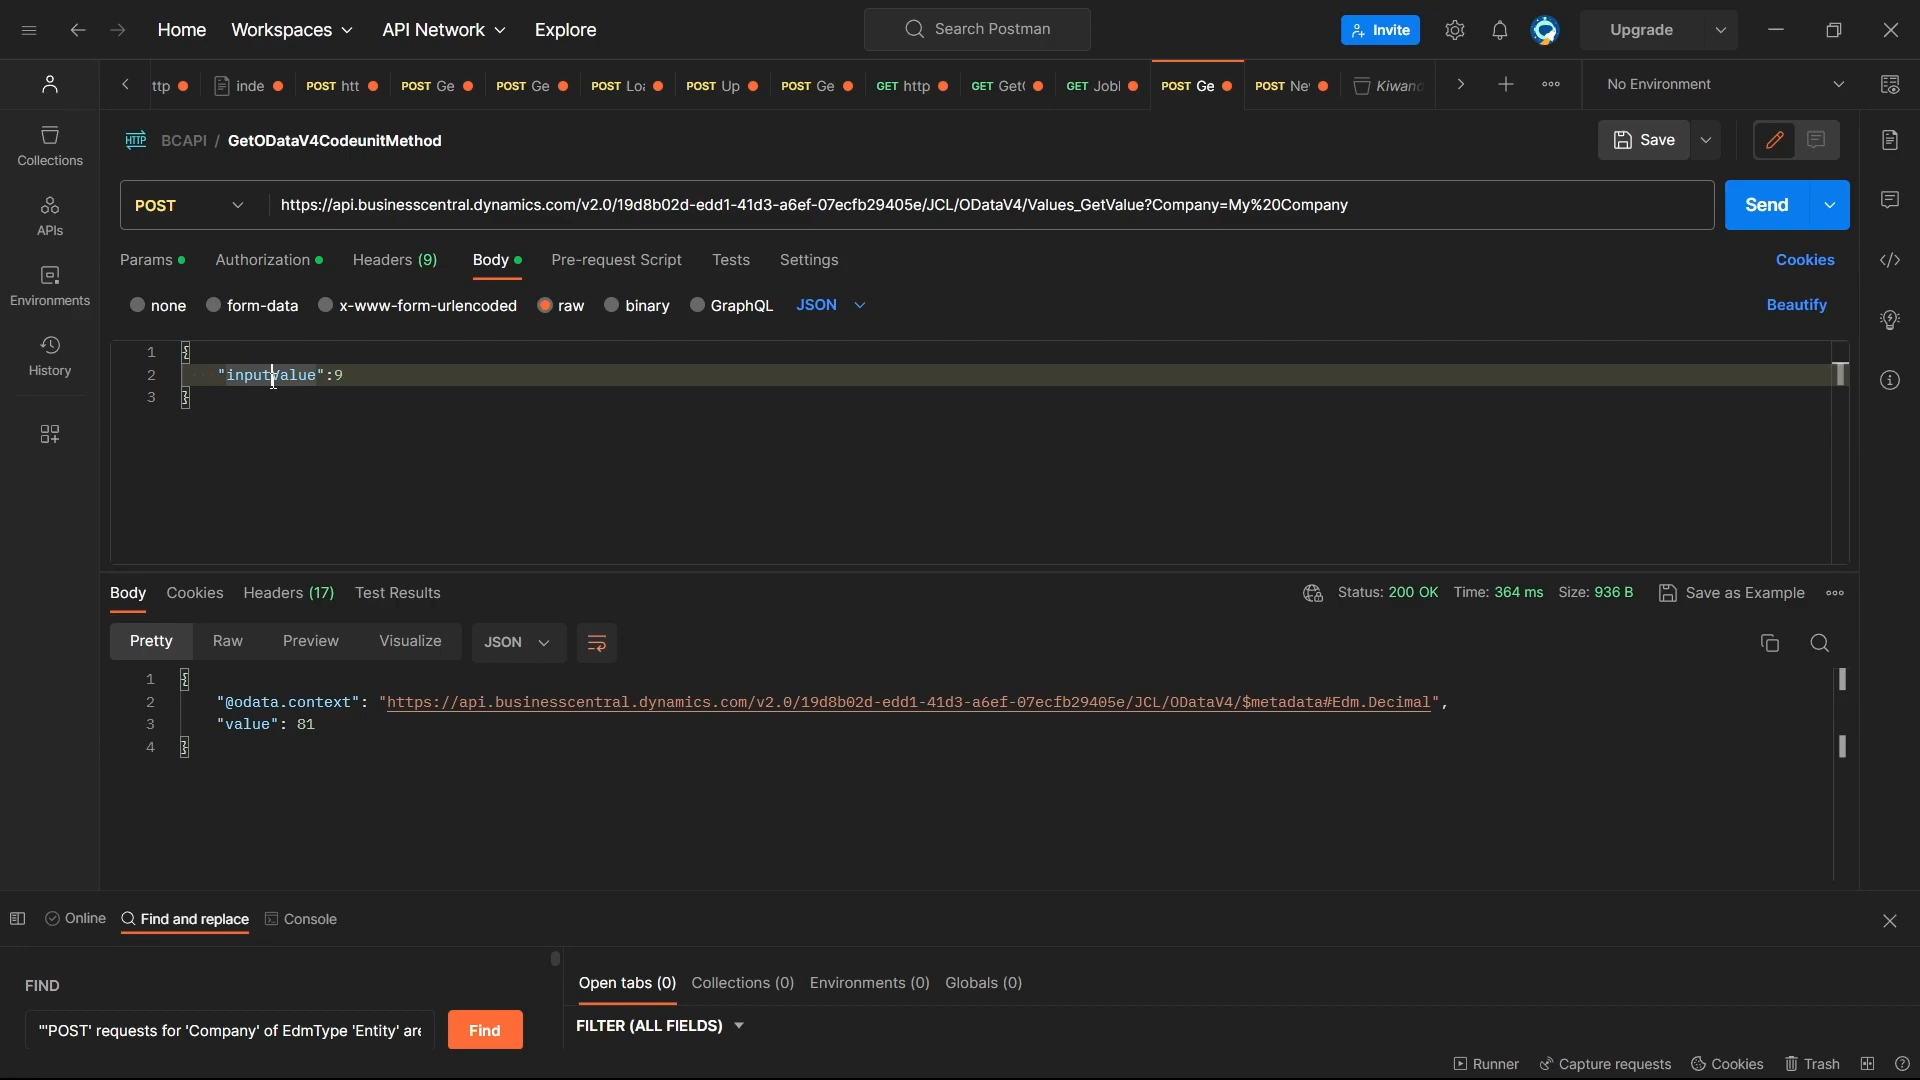 Home Workspaces API Network Explore Search Postman Invite Upgrade
ttp inde POST htt POST Ge POST Ge POST Loa POST Up POST Ge GET http GET Get( GET Jobl POST Ge POST Ne Kiwand No Environment
BCAPI / GetODataV4CodeunitMethod Save
POST https://api.businesscentral.dynamics.com/v2.0/19d8b02d-edd1-41d3-a6ef-07ecfb29405e/JCL/ODataV4/Values_GetValue?Company=My%20Company Send
Params Authorization Headers (9) Body Pre-request Script Tests Settings Cookies
none form-data x-www-form-urlencoded raw binary GraphQL JSON Beautify
Collections
APIs
Environments
History
1 {
2 "inputValue":9
3 }
Body Cookies Headers (17) Test Results Status: 200 OK Time: 364 ms Size: 936 B Save as Example
Pretty Raw Preview Visualize JSON
1 {
2 "@odata.context": "https://api.businesscentral.dynamics.com/v2.0/19d8b02d-edd1-41d3-a6ef-07ecfb29405e/JCL/ODataV4/$metadata#Edm.Decimal",
3 "value": 81
4 }
Online Find and replace Console
FIND
"'POST' requests for 'Company' of EdmType 'Entity' are Find
Open tabs (0) Collections (0) Environments (0) Globals (0)
FILTER (ALL FIELDS)
Runner Capture requests Cookies Trash